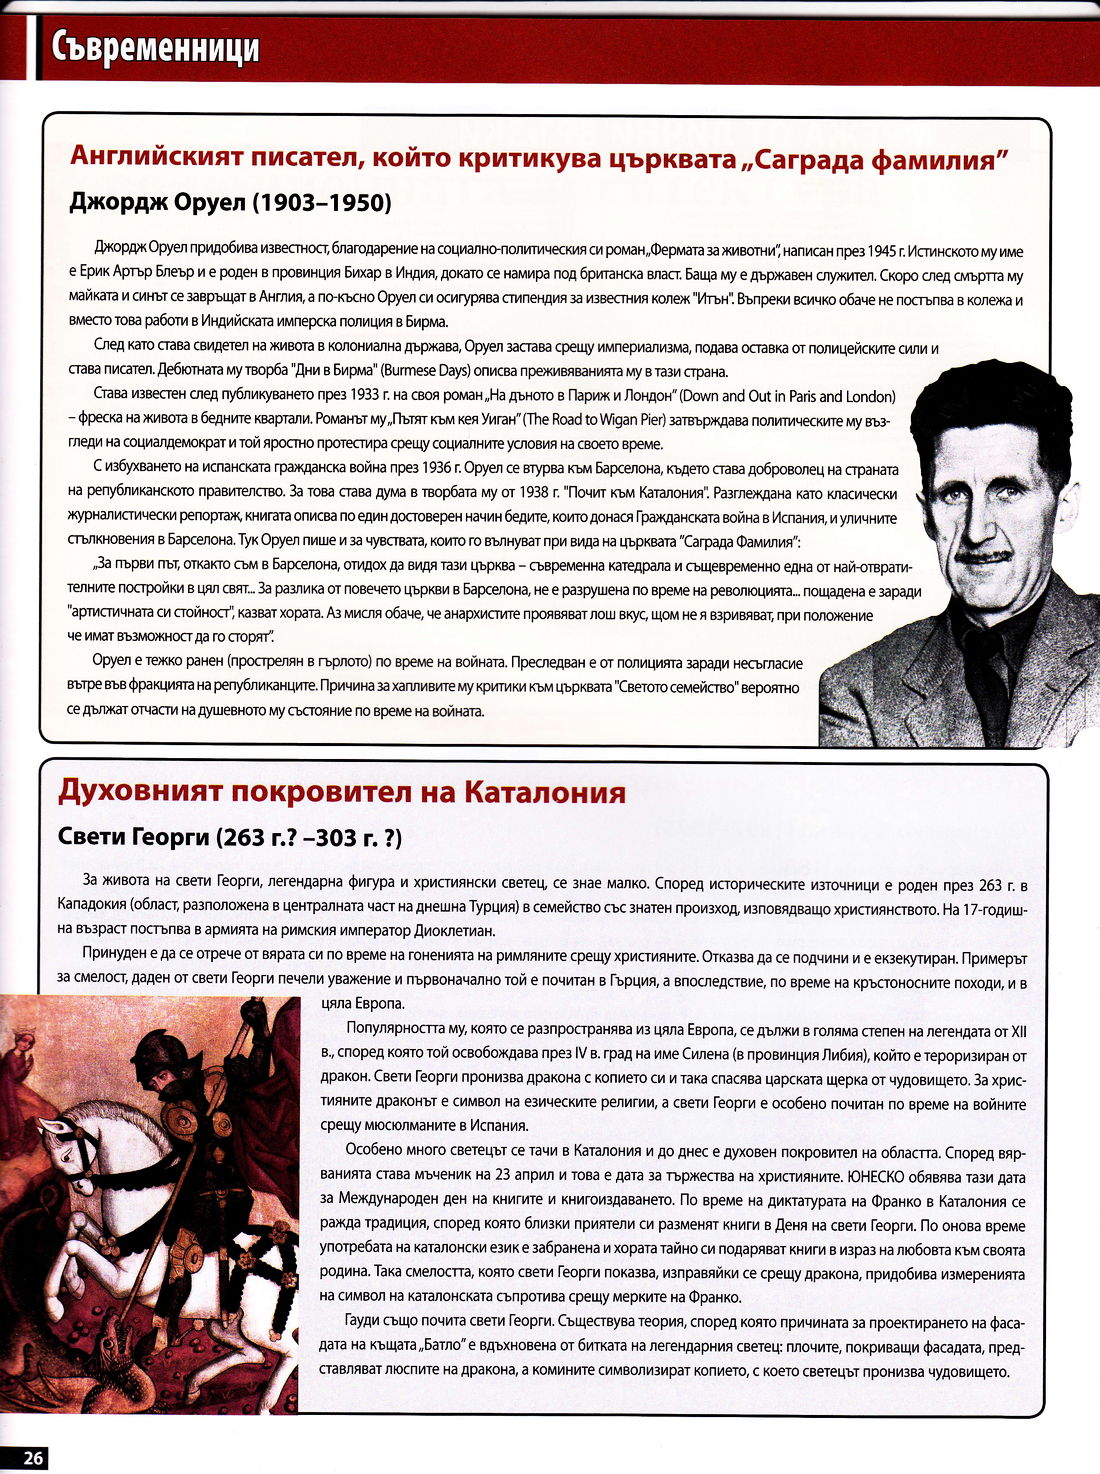 Съвременници
Английският писател, който критикува църквата „Саграда фамилия”
Джордж Оруел (1903–1950)
Джордж Оруел придобива известност, благодарение на социално-политическия си роман „Фермата за животни”, написан през 1945 г. Истинското му име
е Ерик Артър Блеър и е роден в провинция Бихар в Индия, докато се намира под британска власт. Баща му е държавен служител. Скоро след смъртта му
майката и синът се завръщат в Англия, а по-късно Оруел си осигурява стипендия за известния колеж "Итън". Въпреки всичко обаче не постъпва в колежа и
вместо това работи в Индийската имперска полиция в Бирма.
След като става свидетел на живота в колониална държава, Оруел застава срещу империализма, подава оставка от полицейските сили и
става писател. Дебютната му творба "Дни в Бирма" (Burmese Days) описва преживяванията му в тази страна.
Става известен след публикуването през 1933 г. на своя роман „На дъното в Париж и Лондон” (Down and Out in Paris and London)
– фреска на живота в бедните квартали. Романът му „Пътят към кея Уиган” (The Road to Wigan Pier) затвърждава политическите му въз-
гледи на социалдемократ и той яростно протестира срещу социалните условия на своето време.
С избухването на испанската гражданска война през 1936 г. Оруел се втурва към Барселона, където става доброволец на страната
на републиканското правителство. За това става дума в творбата му от 1938 г. "Почит към Каталония". Разглеждана като класически
журналистически репортаж, книгата описва по един достоверен начин бедите, които донася Гражданската война в Испания, и уличните
стълкновения в Барселона. Тук Оруел пише и за чувствата, които го вълнуват при вида на църквата "Саграда Фамилия":
„За първи път, откакто съм в Барселона, отидох да видя тази църква – съвременна катедрала и същевременно една от най-отврати-
телните постройки в цял свят... За разлика от повечето църкви в Барселона, не е разрушена по време на революцията... пощадена е заради
"артистичната си стойност", казват хората. Аз мисля обаче, че анархистите проявяват лош вкус, щом не я взривяват, при положение
че имат възможност да го сторят”.
Оруел е тежко ранен (прострелян в гърлото) по време на войната. Преследван е от полицията заради несъгласие
вътре във фракцията на републиканците. Причина за хапливите му критики към църквата "Светото семейство" вероятно
се дължат отчасти на душевното му състояние по време на войната.
Духовният покровител на Каталония
Свети Георги (263 г.? –303 г. ?)
За живота на свети Георги, легендарна фигура и християнски светец, се знае малко. Според историческите източници е роден през 263 г. в
Кападокия (област, разположена в централната част на днешна Турция) в семейство със знатен произход, изповядващо християнството. На 17-годиш-
на възраст постъпва в армията на римския император Диоклетиан.
Принуден е да се отрече от вярата си по време на гоненията на римляните срещу християните. Отказва да се подчини и е екзекутиран. Примерът
за смелост, даден от свети Георги печели уважение и първоначално той е почитан в Гърция, а впоследствие, по време на кръстоносните походи, и в
цяла Европа.
Популярността му, която се разпространява из цяла Европа, се дължи в голяма степен на легендата от XII
в., според която той освобождава през IV в. град на име Силена (в провинция Либия), който е тероризиран от
дракон. Свети Георги пронизва дракона с копието си и така спасява царската щерка от чудовището. За хрис-
тияните драконът е символ на езическите религии, а свети Георги е особено почитан по време на войните
срещу мюсюлманите в Испания.
Особено много светецът се тачи в Каталония и до днес е духовен покровител на областта. Според вяр-
ванията става мъченик на 23 април и това е дата за тържества на християните. ЮНЕСКО обявява тази дата
за Международен ден на книгите и книгоиздаването. По време на диктатурата на Франко в Каталония се
ражда традиция, според която близки приятели си разменят книги в Деня на свети Георги. По онова време
употребата на каталонски език е забранена и хората тайно си подаряват книги в израз на любовта към своята
родина. Така смелостта, която свети Георги показва, изправяйки се срещу дракона, придобива измеренията
на символ на каталонската съпротива срещу мерките на Франко.
Гауди също почита свети Георги. Съществува теория, според която причината за проектирането на фаса-
дата на къщата „Батло” е вдъхновена от битката на легендарния светец: плочите, покриващи фасадата, пред-
ставляват люспите на дракона, а комините символизират копието, с което светецът пронизва чудовището.
26